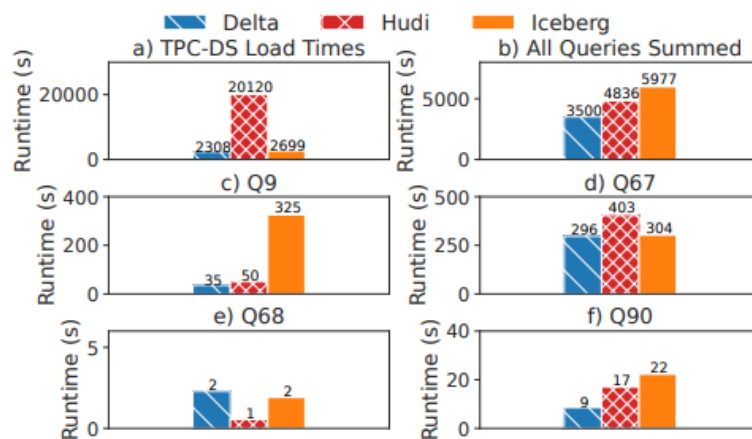 Delta Hudi Iceberg
a) TPC-DS Load Times
Runtime (s)
20000
0
2308
20120
2699
b) All Queries Summed
Runtime (s)
5000
0
3500
4836
5977
c) Q9
Runtime (s)
400
200
0
35
50
325
d) Q67
Runtime (s)
500
250
0
296
403
304
e) Q68
Runtime (s)
5
0
2
1
2
f) Q90
Runtime (s)
40
20
0
9
17
22